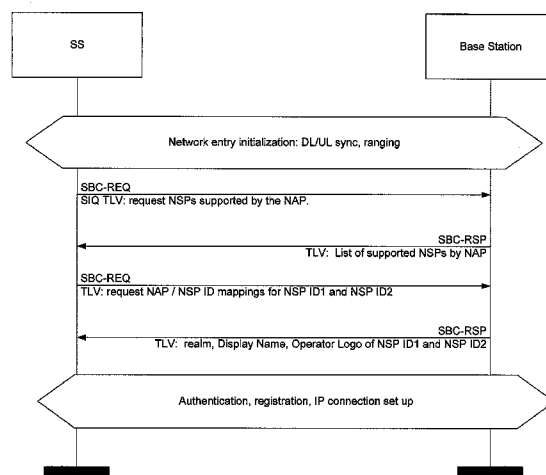 SS
Base Station
Network entry initialization: DL/UL sync, ranging
SBC-REQ
SIQ TLV: request NSPs supported by the NAP.
SBC-RSP
TLV: List of supported NSPs by NAP
SBC-REQ
TLV: request NAP / NSP ID mappings for NSP ID1 and NSP ID2
SBC-RSP
TLV: realm, Display Name, Operator Logo of NSP ID1 and NSP ID2
Authentication, registration, IP connection set up